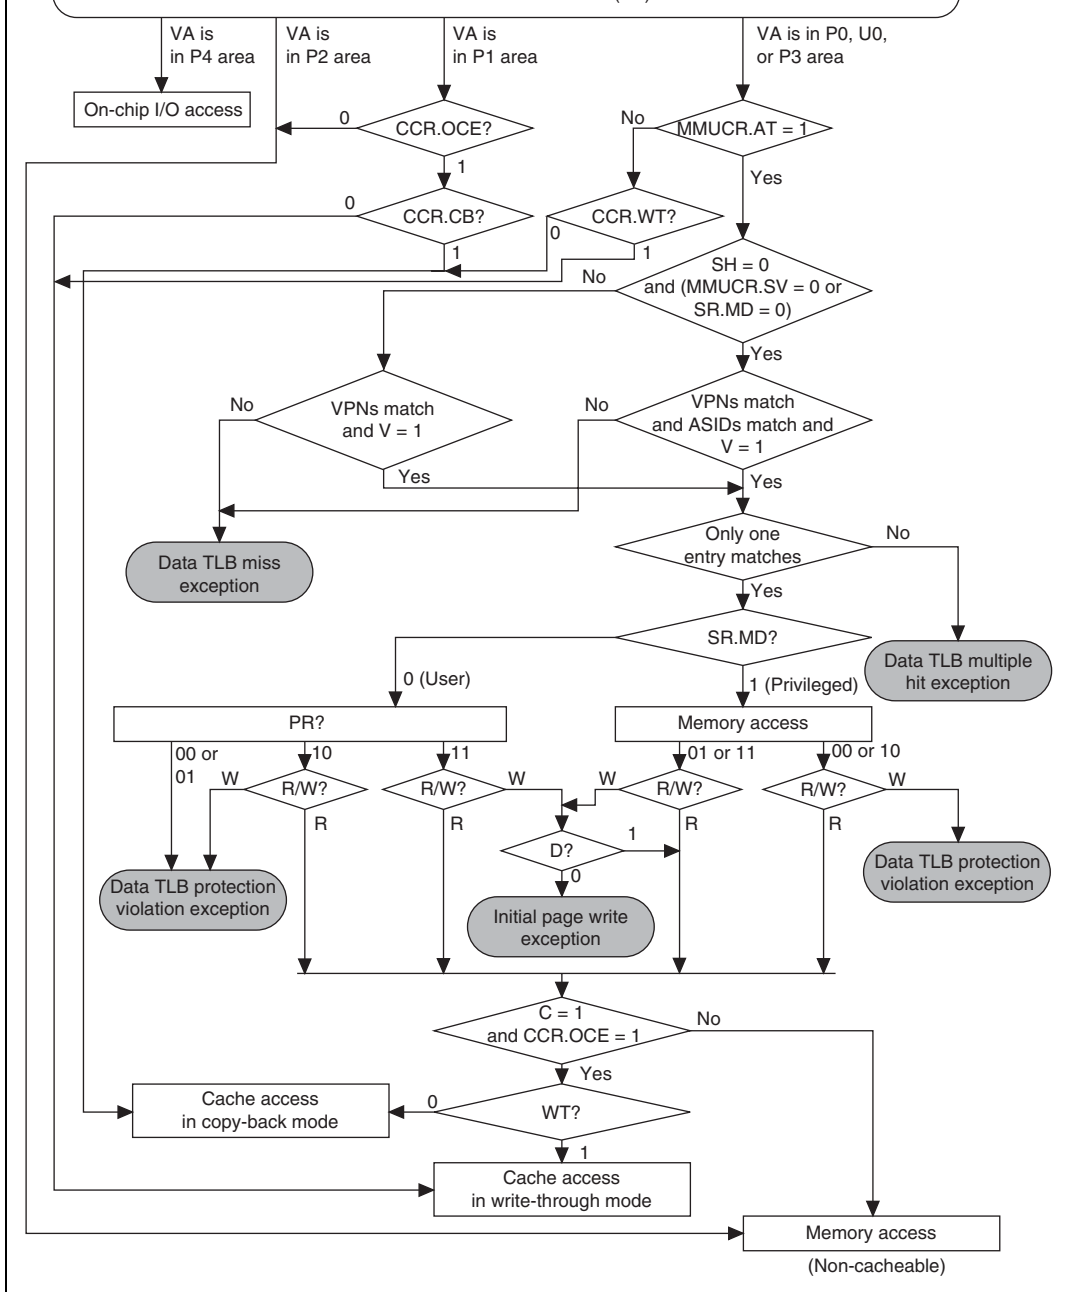 VA is
in P4 area
VA is
in P2 area
VA is
in P1 area
VA is in P0, U0,
or P3 area
On-chip I/O access
0
CCR.OCE?
No
MMUCR.AT = 1
1
Yes
0
CCR.CB?
CCR.WT?
0
1
1
SH = 0
and (MMUCR.SV = 0 or
SR.MD = 0)
No
Yes
No
VPNs match
and V = 1
No
VPNs match
and ASIDs match and
V = 1
Yes
Yes
Only one
entry matches
No
Data TLB miss
exception
Yes
SR.MD?
Data TLB multiple
hit exception
0 (User)
1 (Privileged)
PR?
Memory access
00 or
01
10
11
01 or 11
00 or 10
W
R/W?
R/W?
W
W
R/W?
R/W?
W
R
R
R
R
D?
1
0
Data TLB protection
violation exception
Data TLB protection
violation exception
Initial page write
exception
C = 1
and CCR.OCE = 1
No
Yes
Cache access
in copy-back mode
0
WT?
1
Cache access
in write-through mode
Memory access
(Non-cacheable)